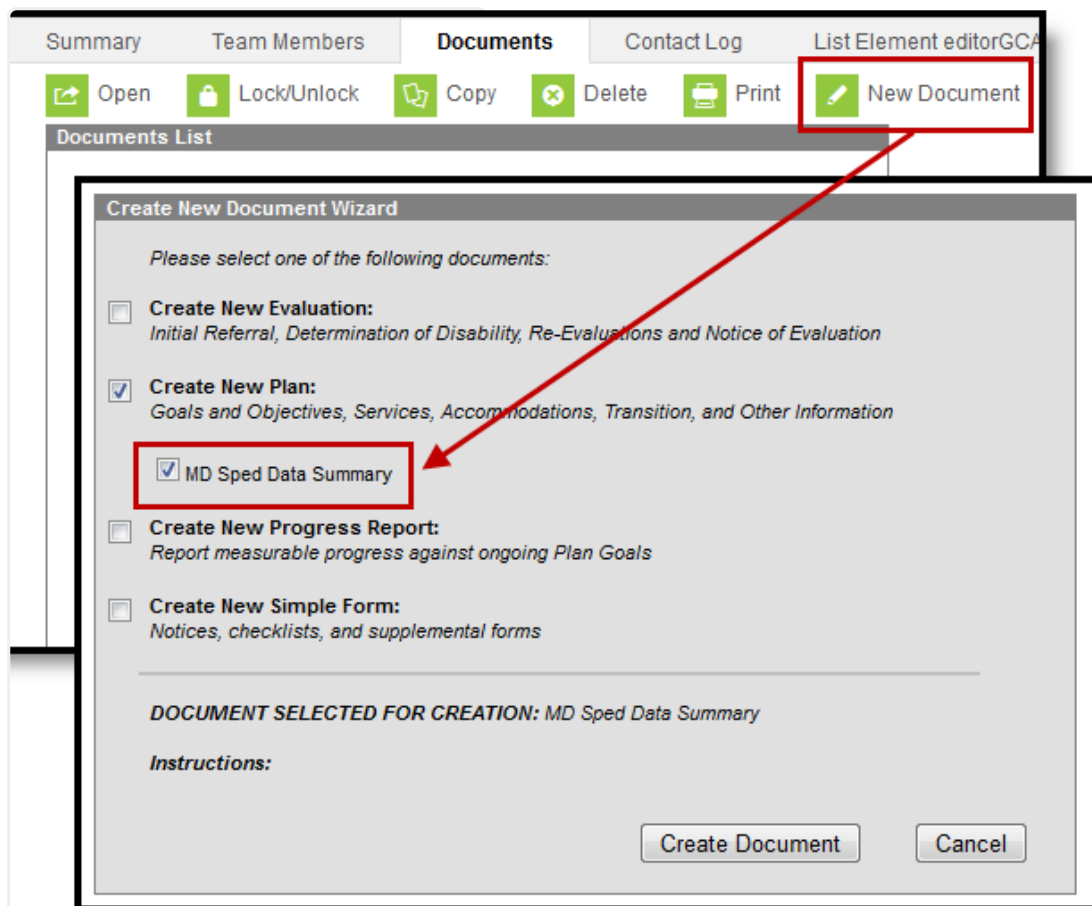 Summary Team Members Documents Contact Log List Element editorGCA
Open Lock/Unlock Copy Delete Print New Document
Documents List
Create New Document Wizard
Please select one of the following documents:
Create New Evaluation:
Initial Referral, Determination of Disability, Re-Evaluations and Notice of Evaluation
Create New Plan:
Goals and Objectives, Services, Accommodations, Transition, and Other Information
MD Sped Data Summary
Create New Progress Report:
Report measurable progress against ongoing Plan Goals
Create New Simple Form:
Notices, checklists, and supplemental forms
DOCUMENT SELECTED FOR CREATION: MD Sped Data Summary
Instructions:
Create Document Cancel